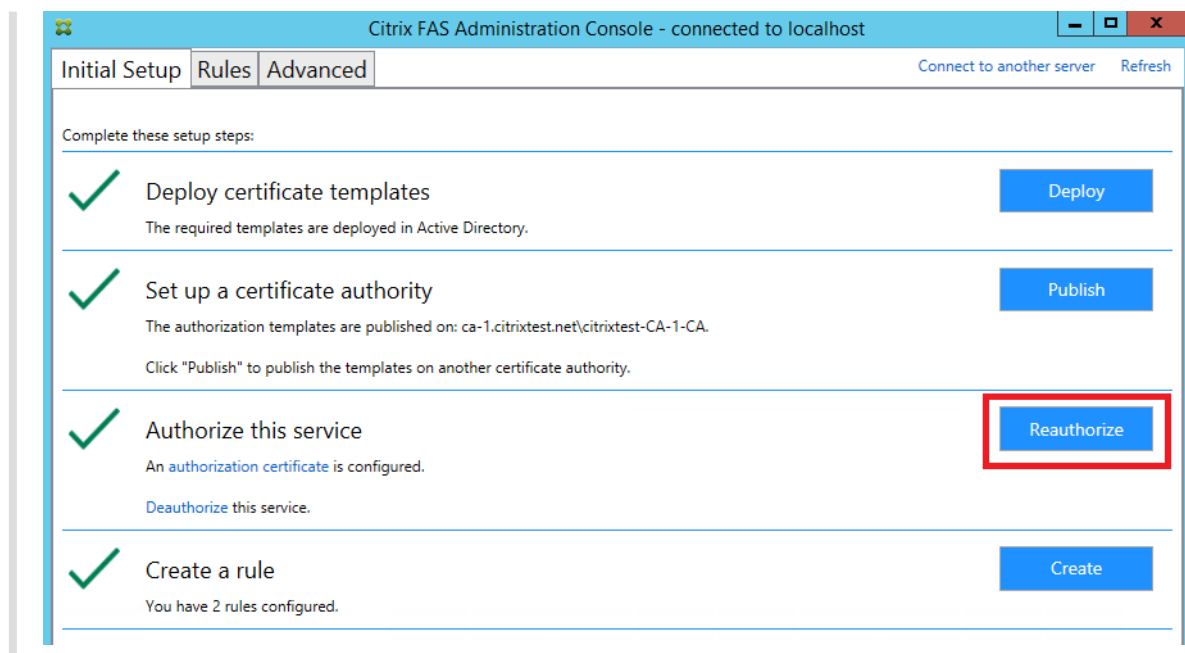 Citrix FAS Administration Console - connected to localhost
Initial Setup Rules Advanced Connect to another server Refresh
Complete these setup steps:
Deploy certificate templates Deploy
The required templates are deployed in Active Directory.
Set up a certificate authority Publish
The authorization templates are published on: ca-1.citrixtest.net\citrixtest-CA-1-CA.
Click "Publish" to publish the templates on another certificate authority.
Authorize this service Reauthorize
An authorization certificate is configured.
Deauthorize this service.
Create a rule Create
You have 2 rules configured.